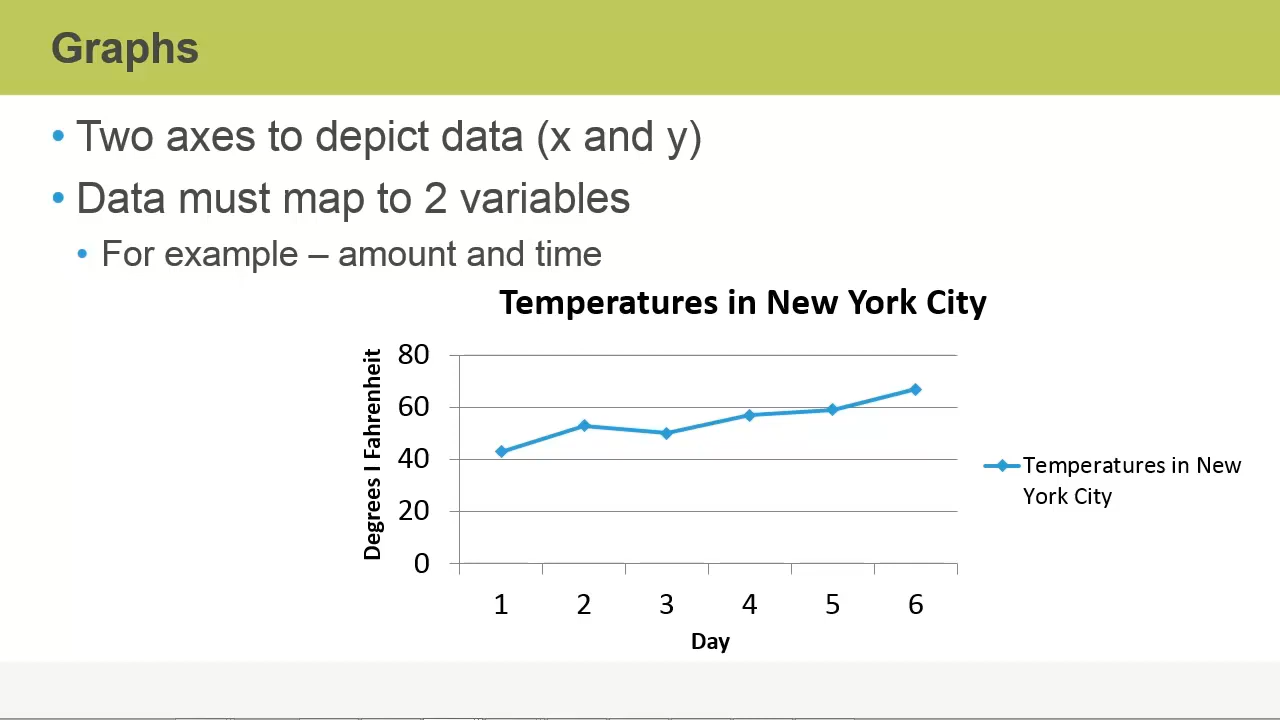 Graphs
• Two axes to depict data (x and y)
• Data must map to 2 variables
• For example – amount and time
Temperatures in New York City
Degrees I Fahrenheit
80
60
40
20
0
1 2 3 4 5 6
Day
Temperatures in New
York City